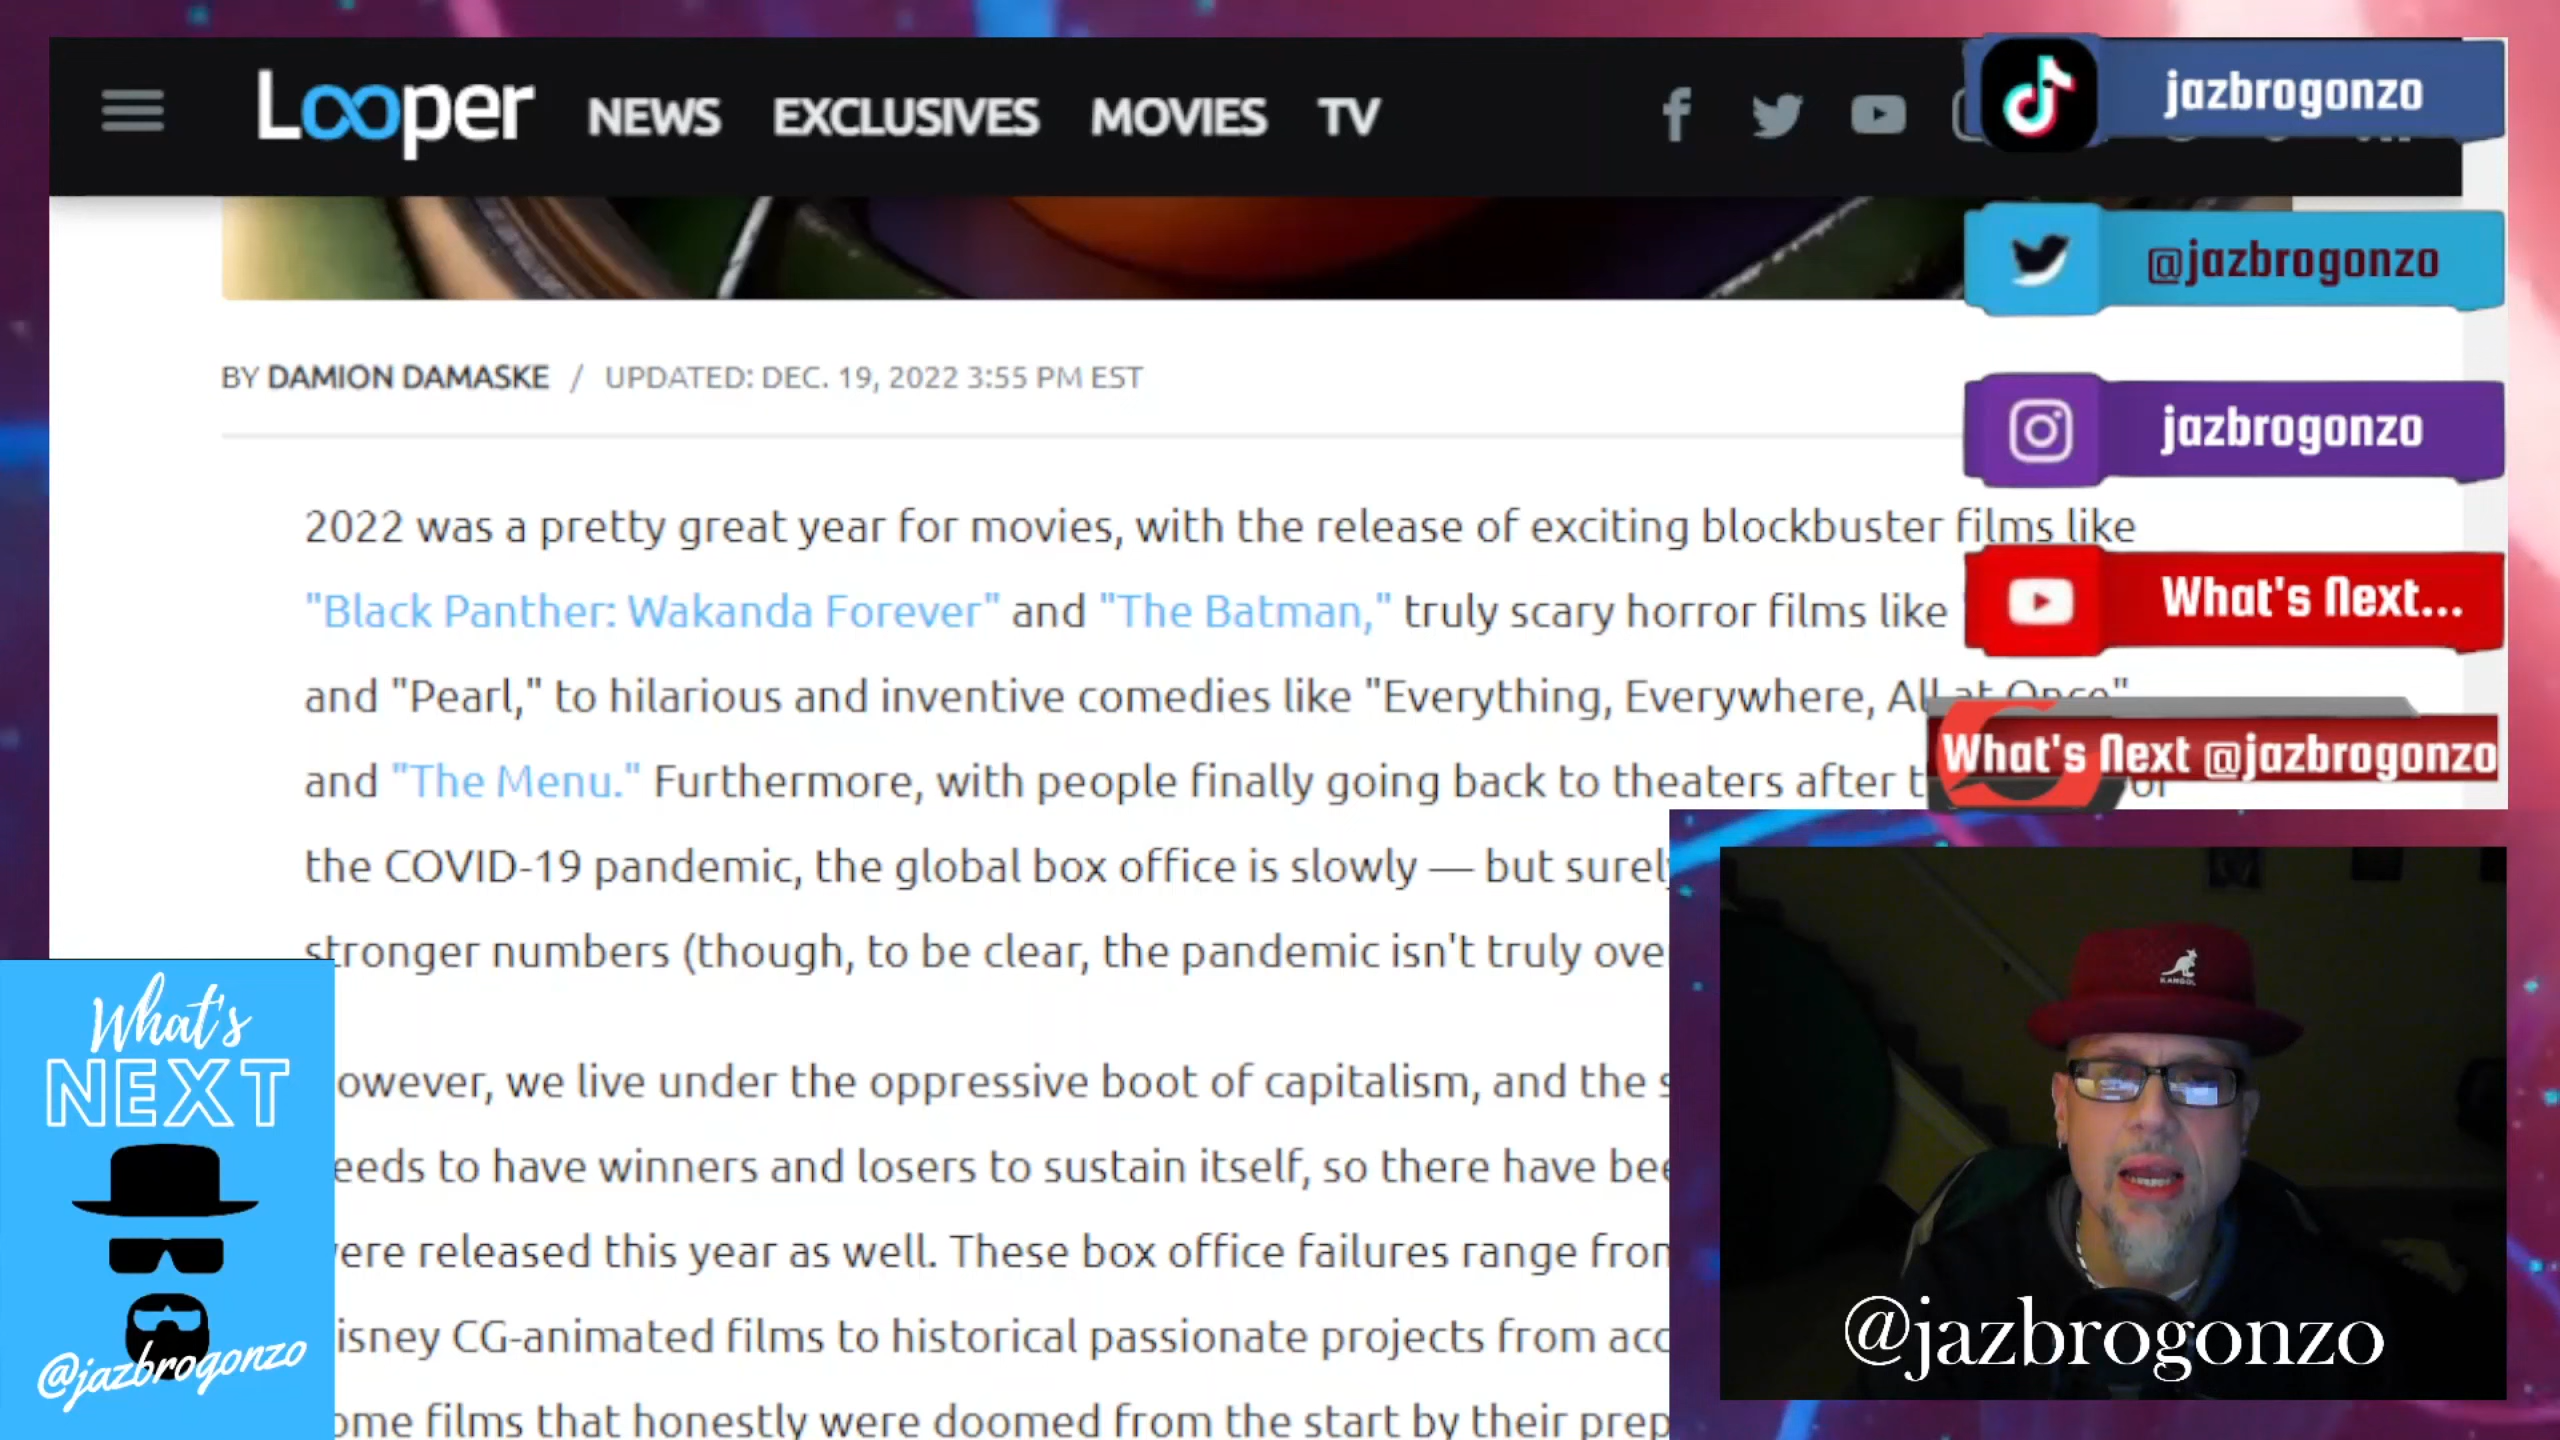 Looper NEWS EXCLUSIVES MOVIES TV
jazbrogonzo
@jazbrogonzo
BY DAMION DAMASKE / UPDATED: DEC. 19, 2022 3:55 PM EST
jazbrogonzo
2022 was a pretty great year for movies, with the release of exciting blockbuster films like
"Black Panther: Wakanda Forever" and "The Batman," truly scary horror films like
What's Next...
and "Pearl," to hilarious and inventive comedies like "Everything, Everywhere, All at Once"
What's Next @jazbrogonzo
and "The Menu." Furthermore, with people finally going back to theaters after
the COVID-19 pandemic, the global box office is slowly — but surely
stronger numbers (though, to be clear, the pandemic isn't truly over
owever, we live under the oppressive boot of capitalism, and the s
eeds to have winners and losers to sustain itself, so there have bee
ere released this year as well. These box office failures range from
isney CG-animated films to historical passionate projects from acc
ome films that honestly were doomed from the start by their prep
What's
NEXT
@jazbrogonzo
KANGOL
@jazbrogonzo